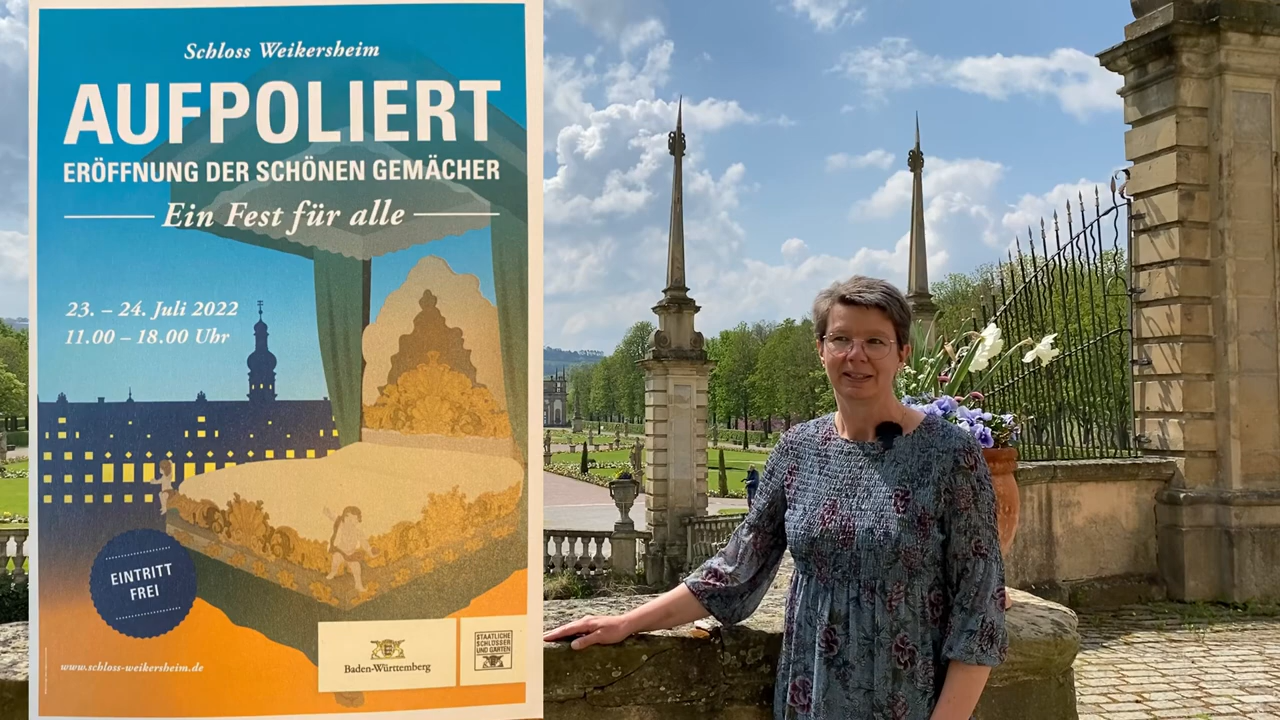 Schloss Weikersheim
AUFPOLIERT
ERÖFFNUNG DER SCHÖNEN GEMÄCHER
Ein Fest für alle
23. – 24. Juli 2022
11.00 – 18.00 Uhr
EINTRITT
FREI
www.schloss-weikersheim.de
Baden-Württemberg
STAATLICHE
SCHLÖSSER
UND GÄRTEN